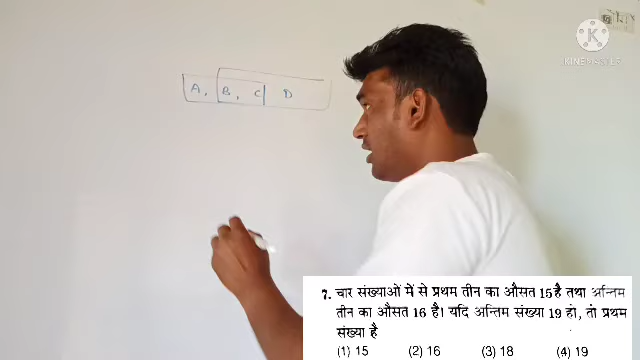 KINEMASTER
A, B, C D
7. चार संख्याओं में से प्रथम तीन का औसत 15 है तथा अन्तिम
तीन का औसत 16 है। यदि अन्तिम संख्या 19 हो, तो प्रथम
संख्या है
(1) 15 (2) 16 (3) 18 (4) 19